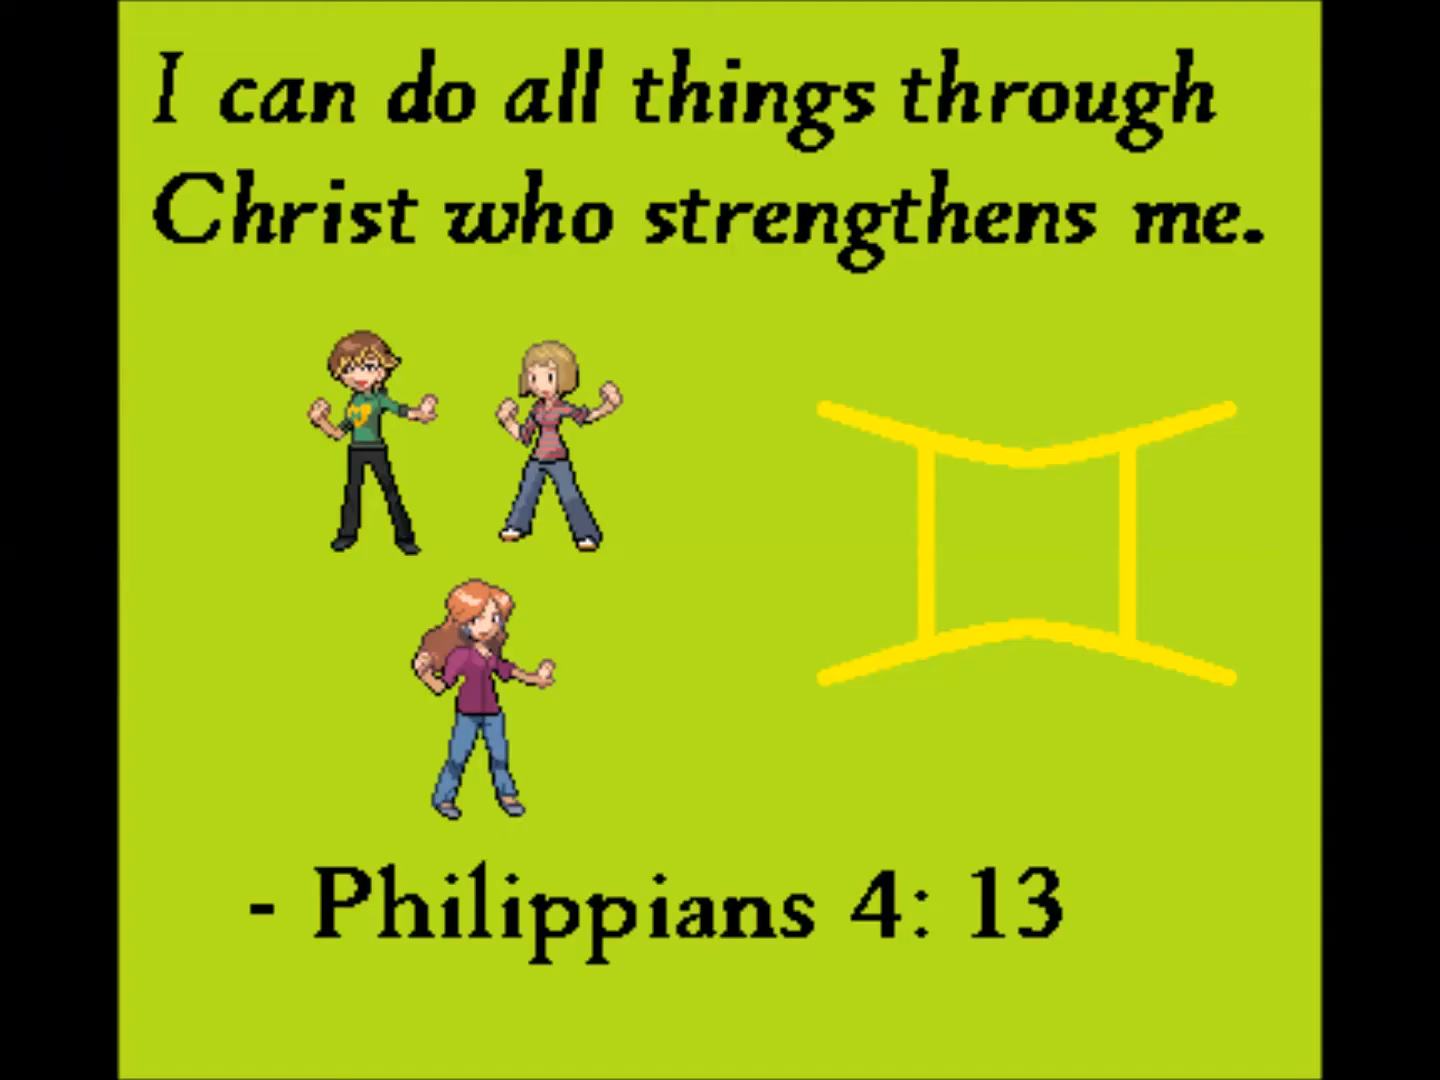 I can do all things through
Christ who strengthens me.
- Philippians 4: 13